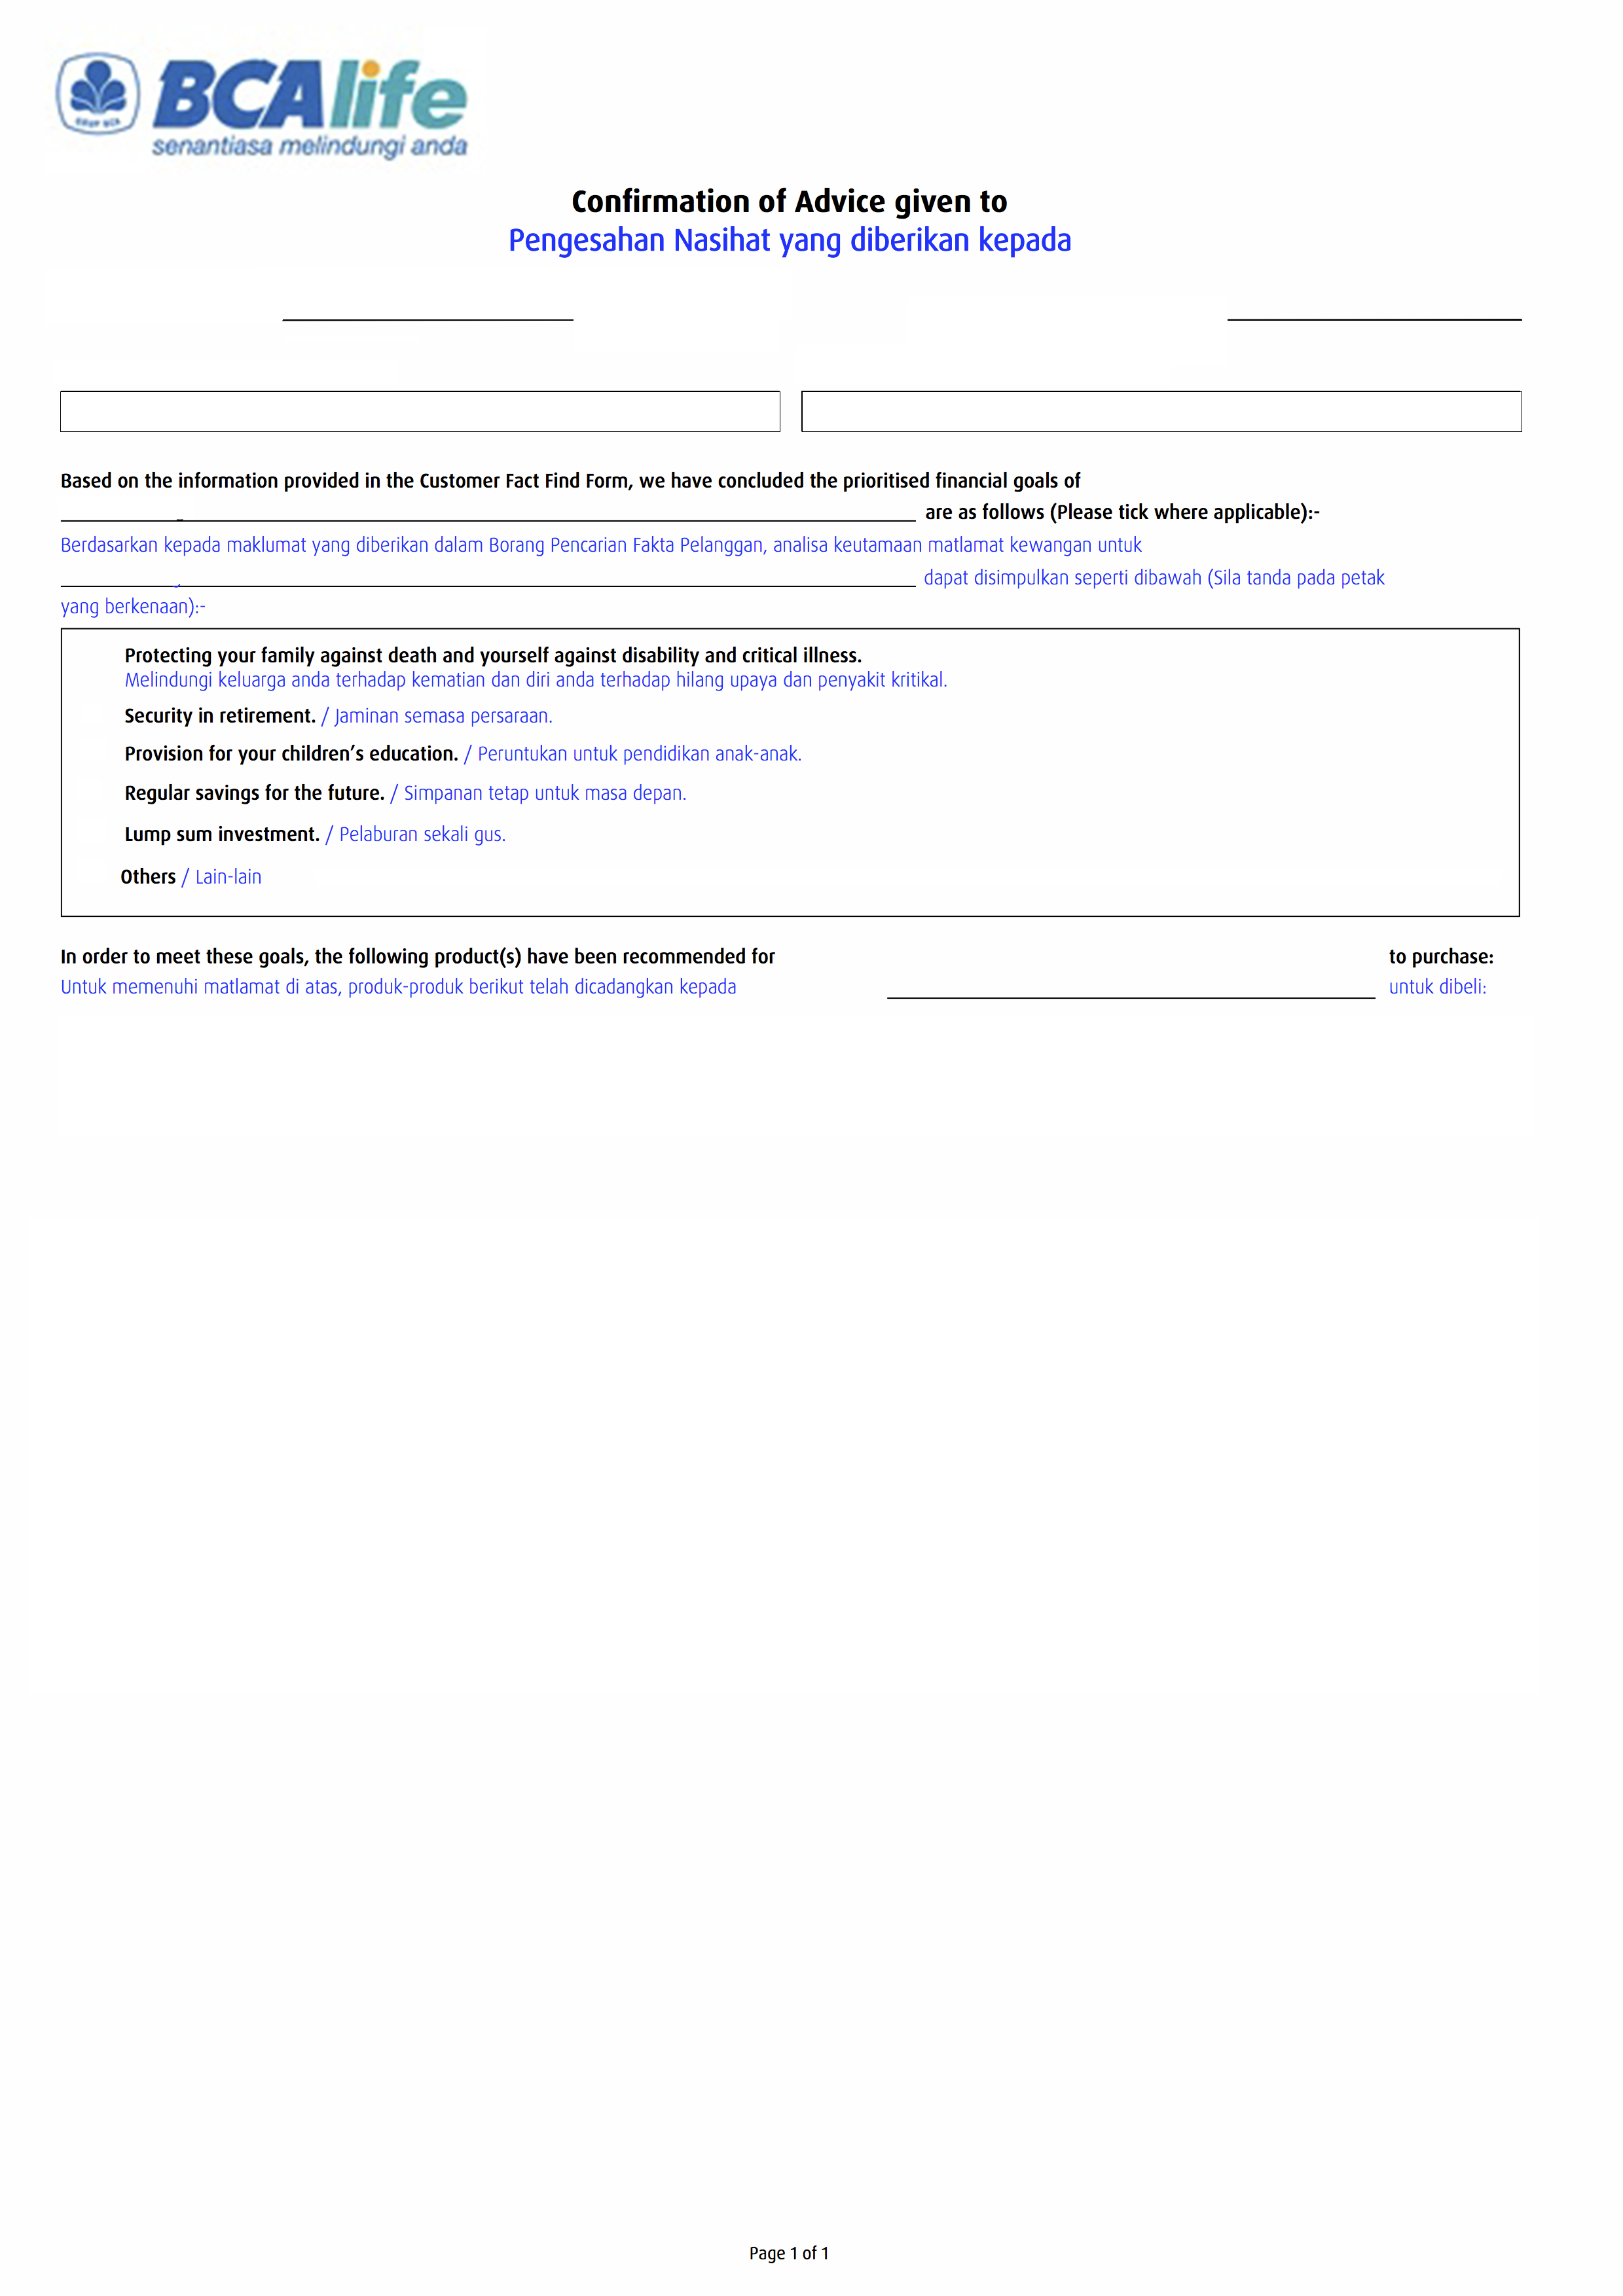 BCAlife
senantiasa melindungi anda
Confirmation of Advice given to
Pengesahan Nasihat yang diberikan kepada
Based on the information provided in the Customer Fact Find Form, we have concluded the prioritised financial goals of
are as follows (Please tick where applicable):-
Berdasarkan kepada maklumat yang diberikan dalam Borang Pencarian Fakta Pelanggan, analisa keutamaan matlamat kewangan untuk
dapat disimpulkan seperti dibawah (Sila tanda pada petak
yang berkenaan):-
Protecting your family against death and yourself against disability and critical illness.
Melindungi keluarga anda terhadap kematian dan diri anda terhadap hilang upaya dan penyakit kritikal.
Security in retirement. / Jaminan semasa persaraan.
Provision for your children's education. / Peruntukan untuk pendidikan anak-anak.
Regular savings for the future. / Simpanan tetap untuk masa depan.
Lump sum investment. / Pelaburan sekali gus.
Others / Lain-lain
In order to meet these goals, the following product(s) have been recommended for to purchase:
Untuk memenuhi matlamat di atas, produk-produk berikut telah dicadangkan kepada untuk dibeli:
Page 1 of 1